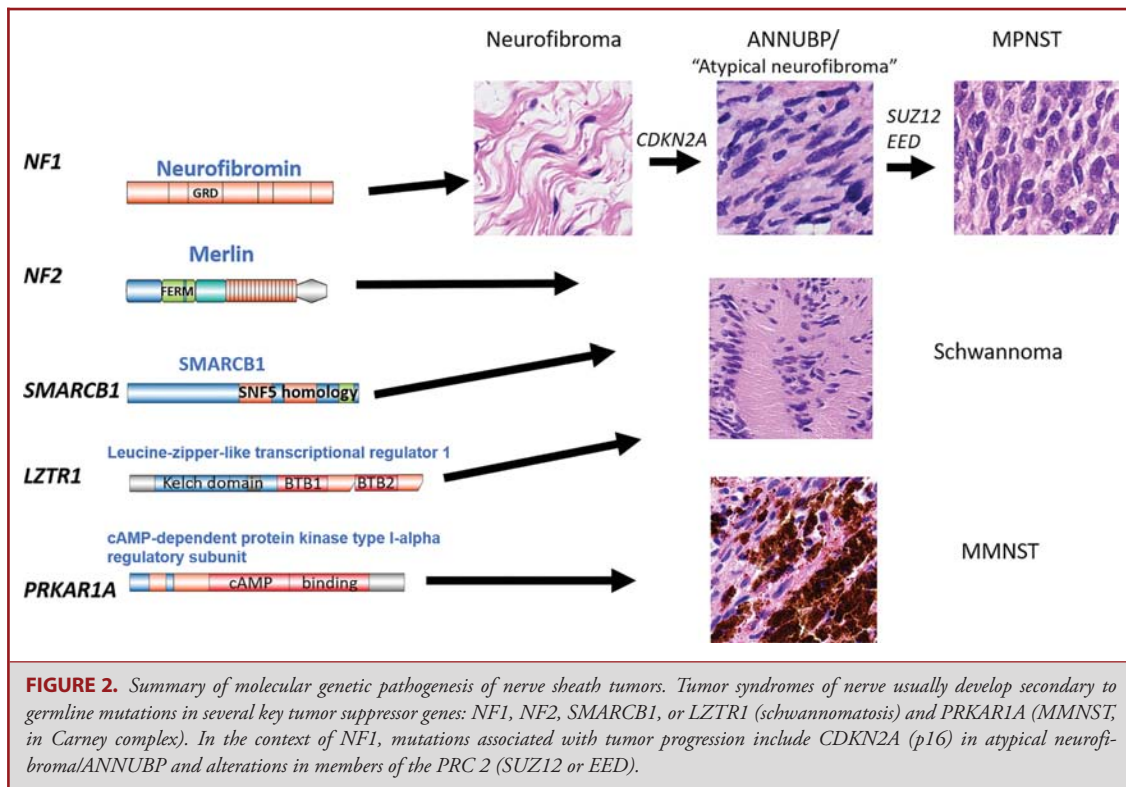 Neurofibroma
ANNUBP/
"Atypical neurofibroma"
MPNST
NF1
Neurofibromin
GRD
CDKN2A
SUZ12
EED
NF2
Merlin
FERM
SMARCB1
SMARCB1
SNF5 homology
Schwannoma
LZTR1
Leucine-zipper-like transcriptional regulator 1
Kelch domain
BTB1
BTB2
PRKAR1A
cAMP-dependent protein kinase type I-alpha
regulatory subunit
cAMP
binding
MMNST
FIGURE 2. Summary of molecular genetic pathogenesis of nerve sheath tumors. Tumor syndromes of nerve usually develop secondary to
germline mutations in several key tumor suppressor genes: NF1, NF2, SMARCB1, or LZTR1 (schwannomatosis) and PRKAR1A (MMNST,
in Carney complex). In the context of NF1, mutations associated with tumor progression include CDKN2A (p16) in atypical neurofi-
broma/ANNUBP and alterations in members of the PRC 2 (SUZ12 or EED).